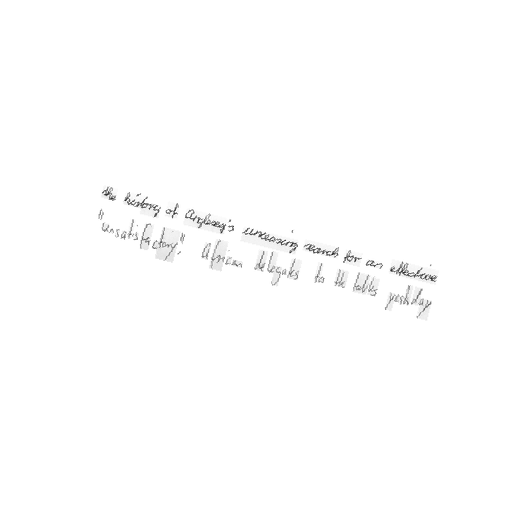 the history of Anglesey's unceasing search for an effective
"unsatisfactory." African delegates to the talks yesterday